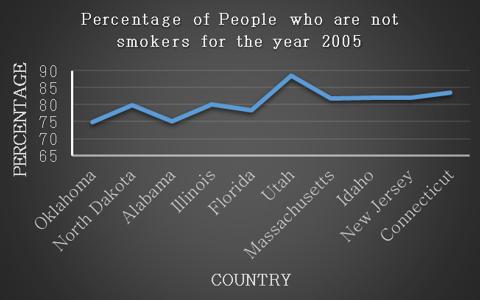 Percentage of People who are not
smokers for the year 2005
PERCENTAGE
90
85
80
75
70
65
Oklahoma
North Dakota
Alabama
Illinois
Florida
Utah
Massachusetts
Idaho
New Jersey
Connecticut
COUNTRY